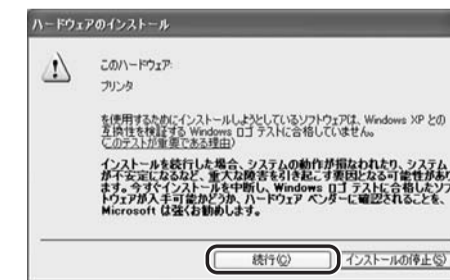 ハードウェアのインストール
このハードウェア:
プリンタ
を使用するためにインストールしようとしているソフトウェアは、Windows XP との
互換性を検証する Windows ロゴ テストに合格していません。
(このテストが重要である理由)
インストールを続行した場合、システムの動作が損なわれたり、システム
が不安定になるなど、重大な障害を引き起こす要因となる可能性があり
ます。今すぐインストールを中断し、Windows ロゴ テストに合格したソフ
トウェアが入手可能かどうか、ハードウェア ベンダーに確認されることを、
Microsoft は強くお勧めします。
続行(C)
インストールの停止(S)